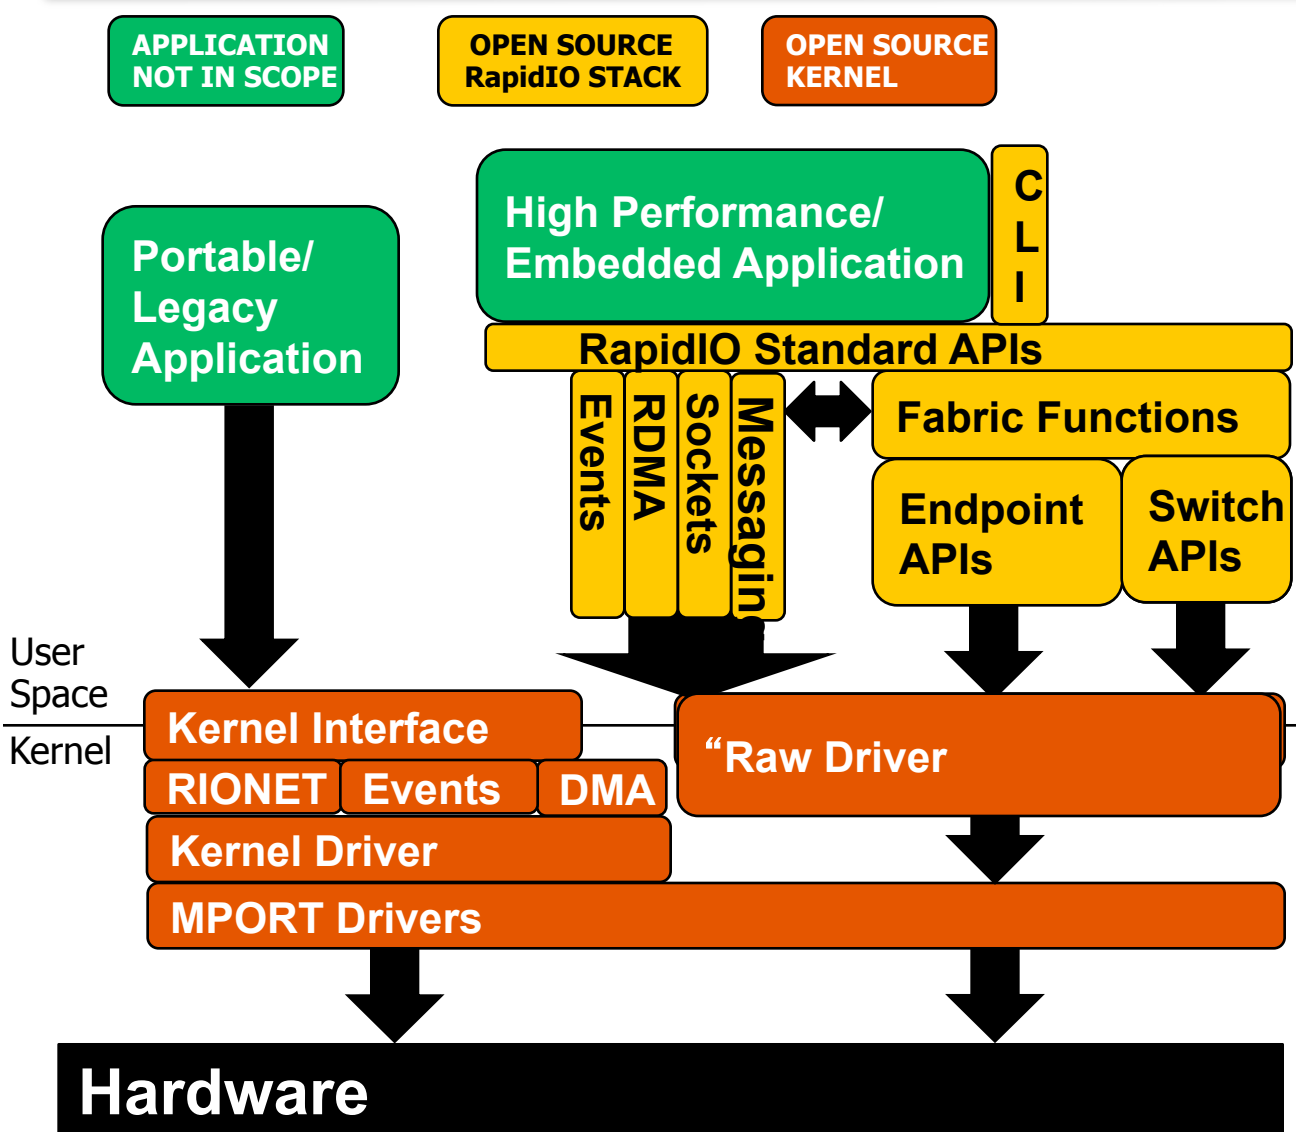 APPLICATION
NOT IN SCOPE
OPEN SOURCE
RapidIO STACK
OPEN SOURCE
KERNEL
High Performance/
Embedded Application
C
L
I
Portable/
Legacy
Application
RapidIO Standard APIs
Events
RDMA
Sockets
Messaging
Fabric Functions
Endpoint
APIs
Switch
APIs
User
Space
Kernel
Kernel Interface
“Raw Driver
RIONET
Events
DMA
Kernel Driver
MPORT Drivers
Hardware